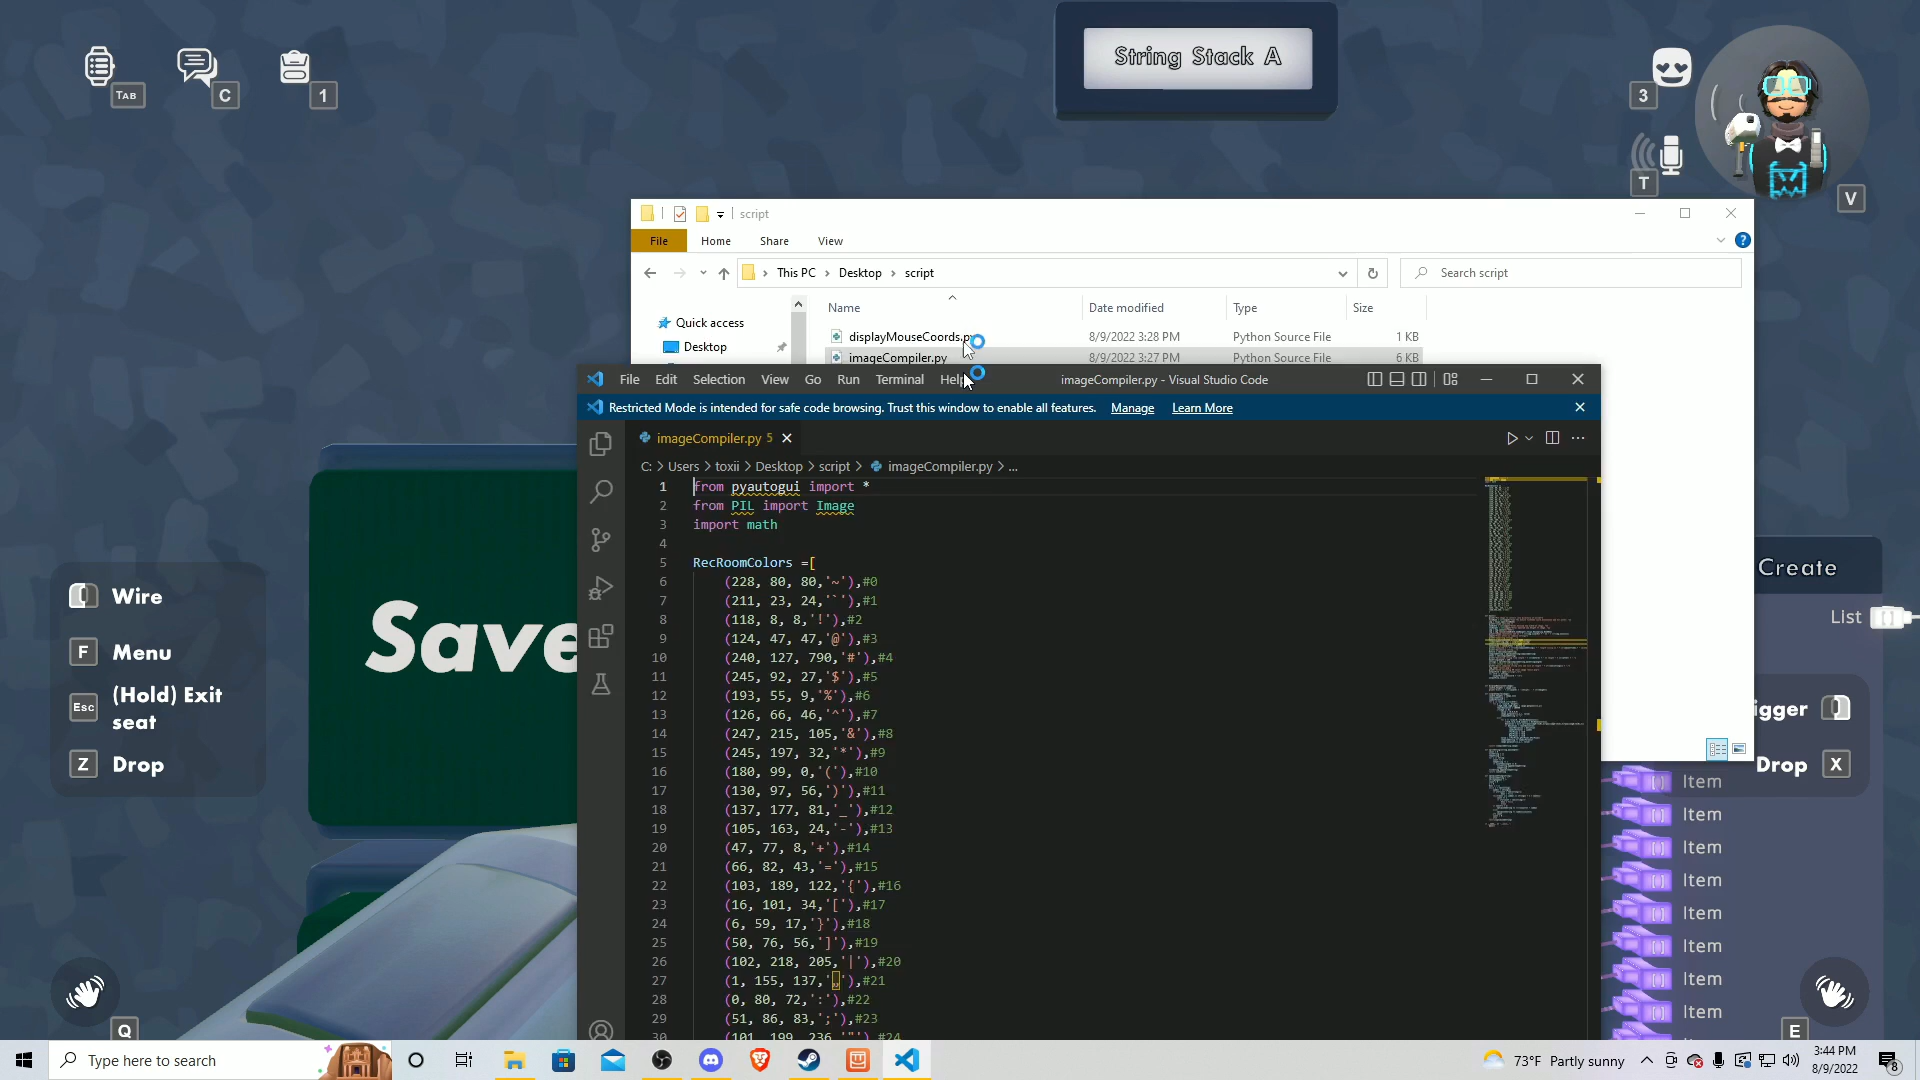 TAB
C
1
String Stack A
3
T
V
script
File
Home
Share
View
This PC
Desktop
script
Search script
Name
Date modified
Type
Size
Quick access
Desktop
displayMouseCoords.py
8/9/2022 3:28 PM
Python Source File
1 KB
imageCompiler.py
8/9/2022 3:27 PM
Python Source File
6 KB
File Edit Selection View Go Run Terminal Help
imageCompiler.py - Visual Studio Code
Restricted Mode is intended for safe code browsing. Trust this window to enable all features. Manage Learn More
imageCompiler.py 5
C: > Users > toxii > Desktop > script > imageCompiler.py > ...
1 from pyautogui import *
2 from PIL import Image
3 import math
4
5 RecRoomColors =[
6 (228, 80, 80,'~'),#0
7 (211, 23, 24,'`'),#1
8 (118, 8, 8,'!'),#2
9 (124, 47, 47,'@'),#3
10 (240, 127, 790,'#'),#4
11 (245, 92, 27,'$'),#5
12 (193, 55, 9,'%'),#6
13 (126, 66, 46,'^'),#7
14 (247, 215, 105,'&'),#8
15 (245, 197, 32,'*'),#9
16 (180, 99, 0,'('),#10
17 (130, 97, 56,')'),#11
18 (137, 177, 81,'_'),#12
19 (105, 163, 24,'-'),#13
20 (47, 77, 8,'+'),#14
21 (66, 82, 43,'='),#15
22 (103, 189, 122,'{'),#16
23 (16, 101, 34,'['),#17
24 (6, 59, 17,'}'),#18
25 (50, 76, 56,']'),#19
26 (102, 218, 205,'|'),#20
27 (1, 155, 137,' '),#21
28 (0, 80, 72,':'),#22
29 (51, 86, 83,';'),#23
30 (101, 199, 236,'"'),#24
Save
Wire
F Menu
Esc (Hold) Exit
seat
Z Drop
Q
Create
List
igger
Drop X
Item
Item
Item
Item
Item
Item
Item
Item
E
Type here to search
73°F Partly sunny
3:44 PM
8/9/2022
8